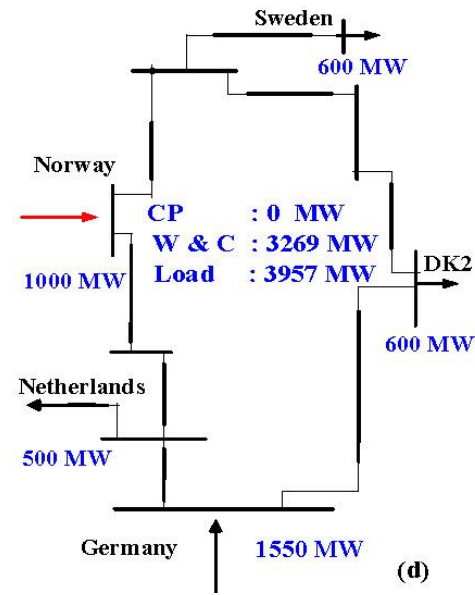 Sweden
600 MW
Norway
CP : 0 MW
W & C : 3269 MW
Load : 3957 MW
1000 MW
DK2
600 MW
Netherlands
500 MW
Germany
1550 MW
(d)